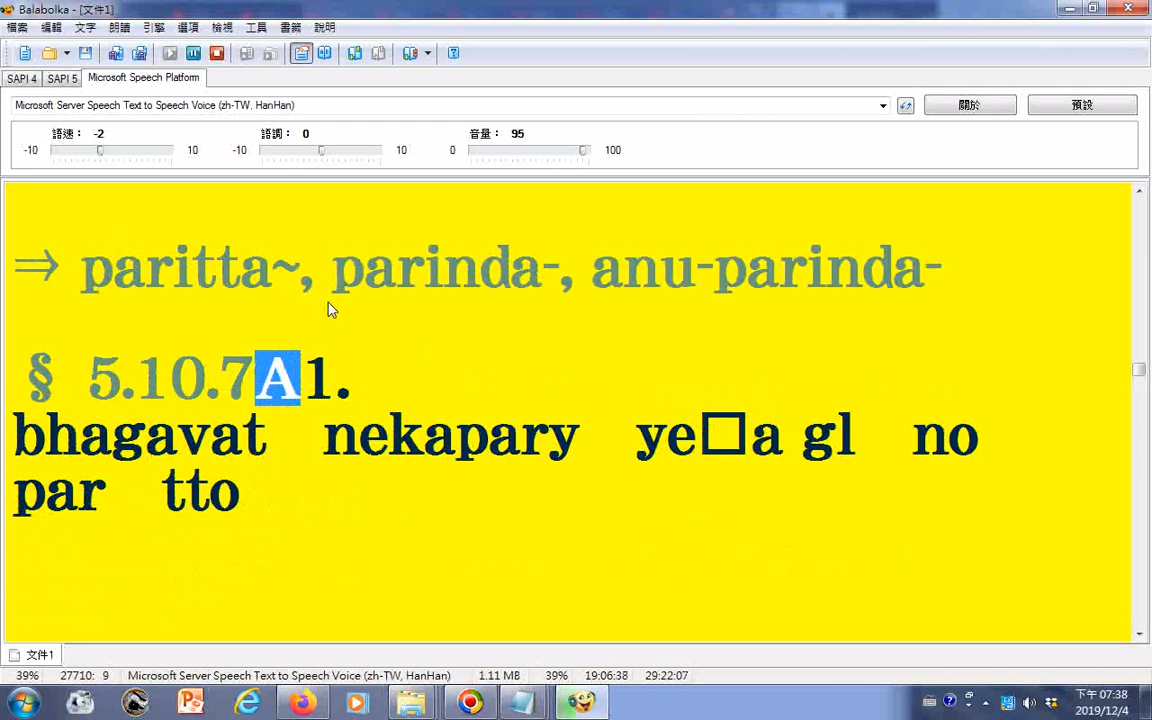 Balabolka - [文件1]
檔案 編輯 文字 朗讀 引擎 選項 檢視 工具 書籤 說明
SAPI 4 SAPI 5 Microsoft Speech Platform
Microsoft Server Speech Text to Speech Voice (zh-TW, HanHan) 關於 預設
語速： -2 語調： 0 音量： 95
-10 10 -10 10 0 100
⇒ paritta~, parinda-, anu-parinda-
§ 5.10.7A1.
bhagavat nekapary ye□a gl no
par tto
文件1
39% 27710: 9 Microsoft Server Speech Text to Speech Voice (zh-TW, HanHan) 1.11 MB 39% 19:06:38 29:22:07
下午 07:38
2019/12/4